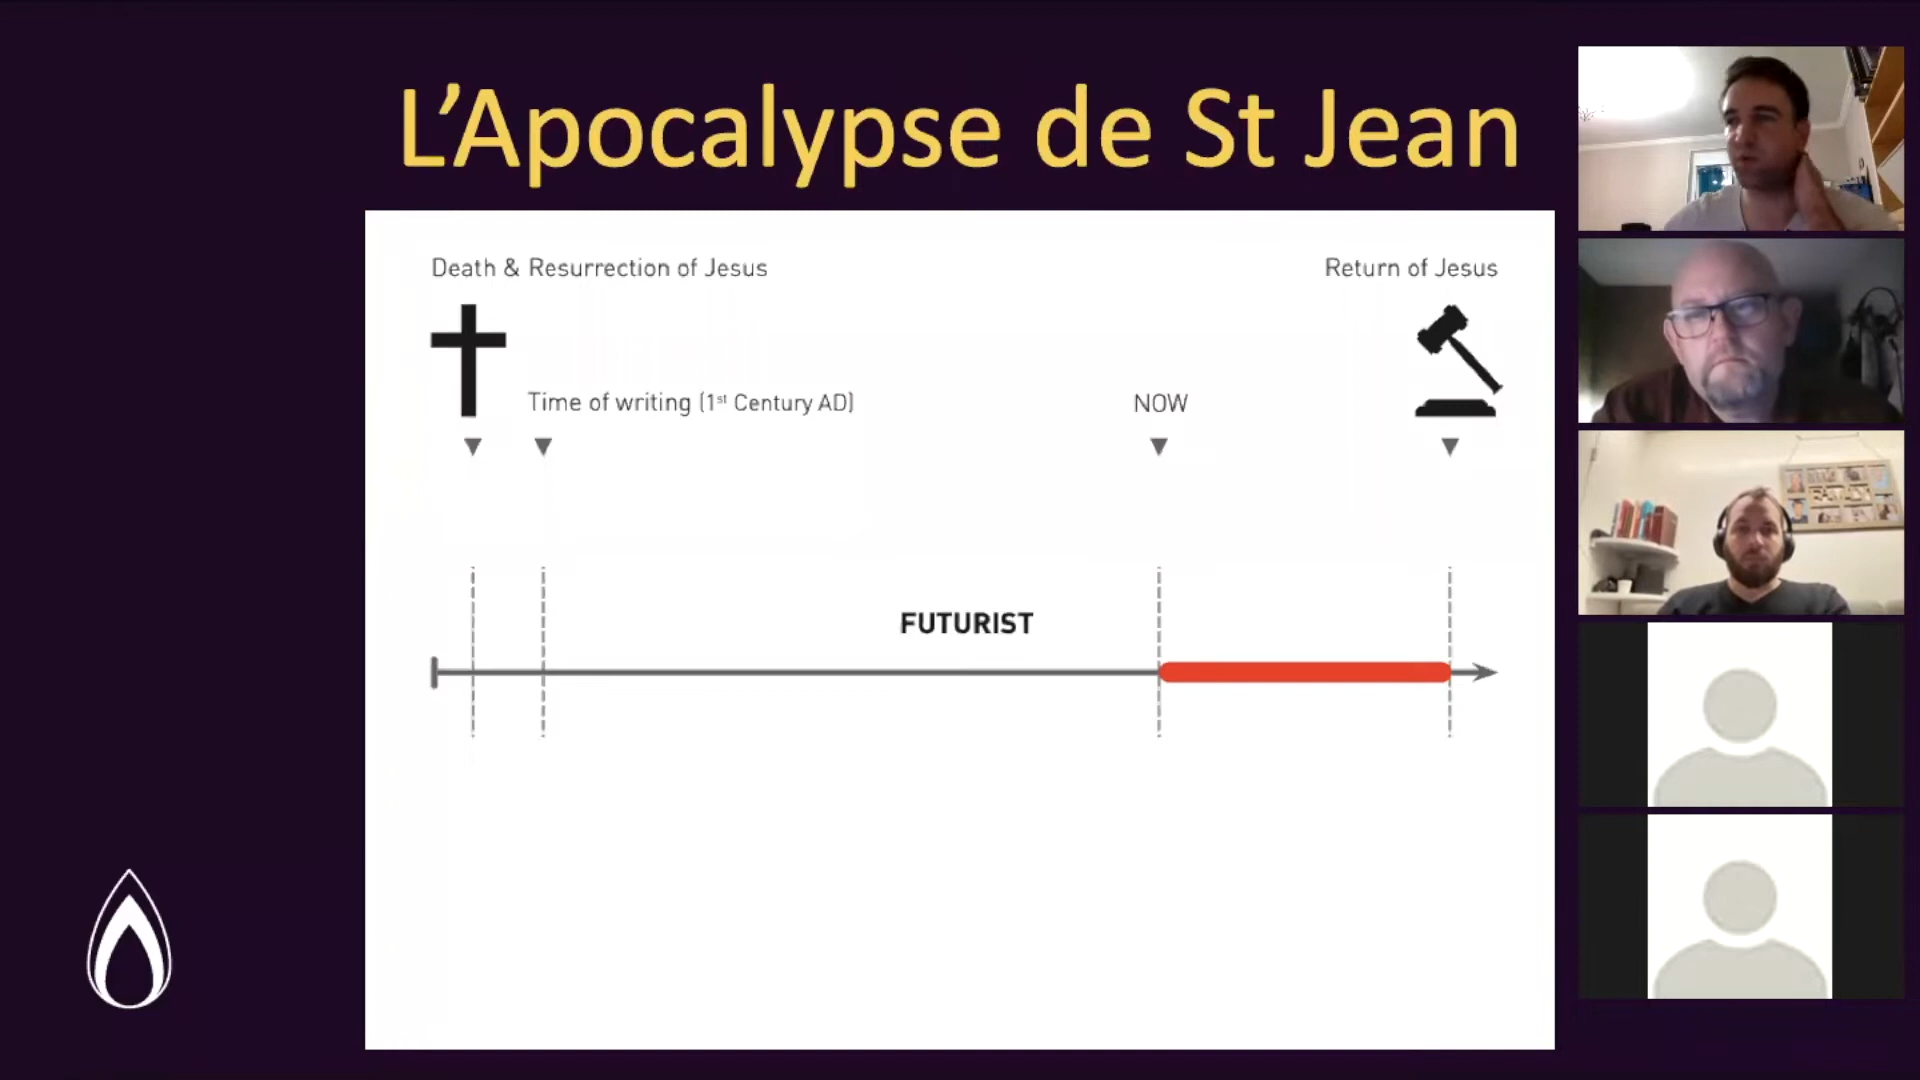 L’Apocalypse de St Jean
Death & Resurrection of Jesus
Return of Jesus
Time of writing (1st Century AD)
NOW
FUTURIST
FAMILY